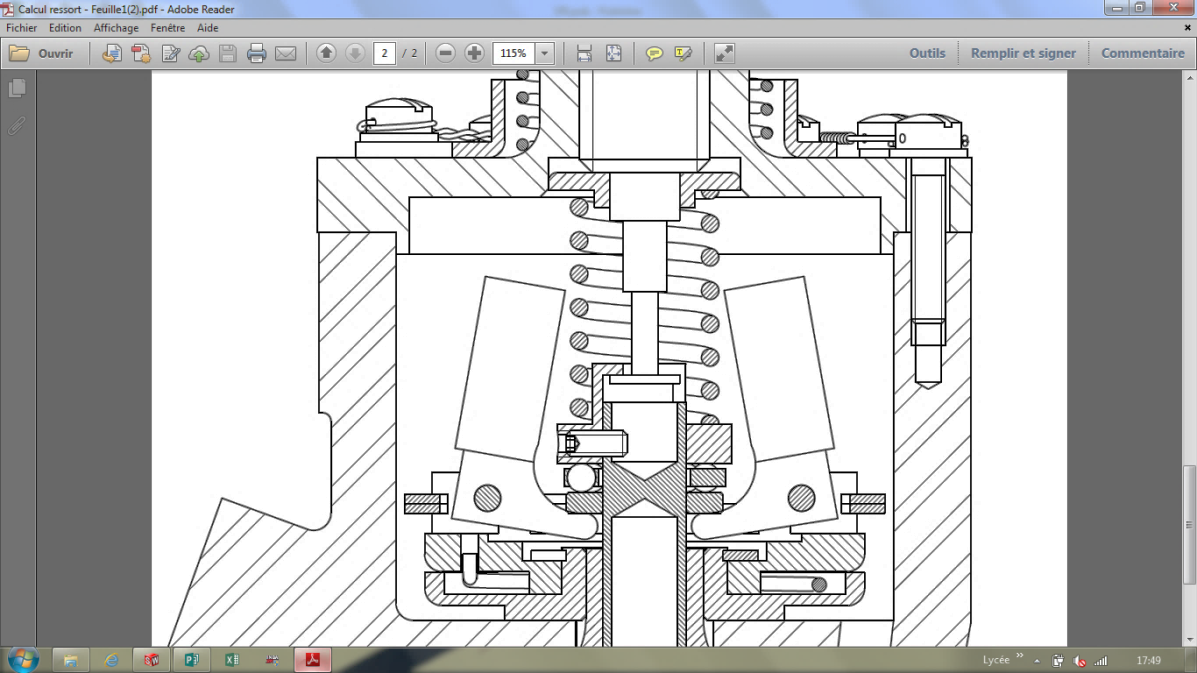 Calcul ressort - Feuille1(2).pdf - Adobe Reader
Fichier Edition Affichage Fenêtre Aide
Ouvrir 2 / 2 115% Outils Remplir et signer Commentaire
Lycée » 17:49